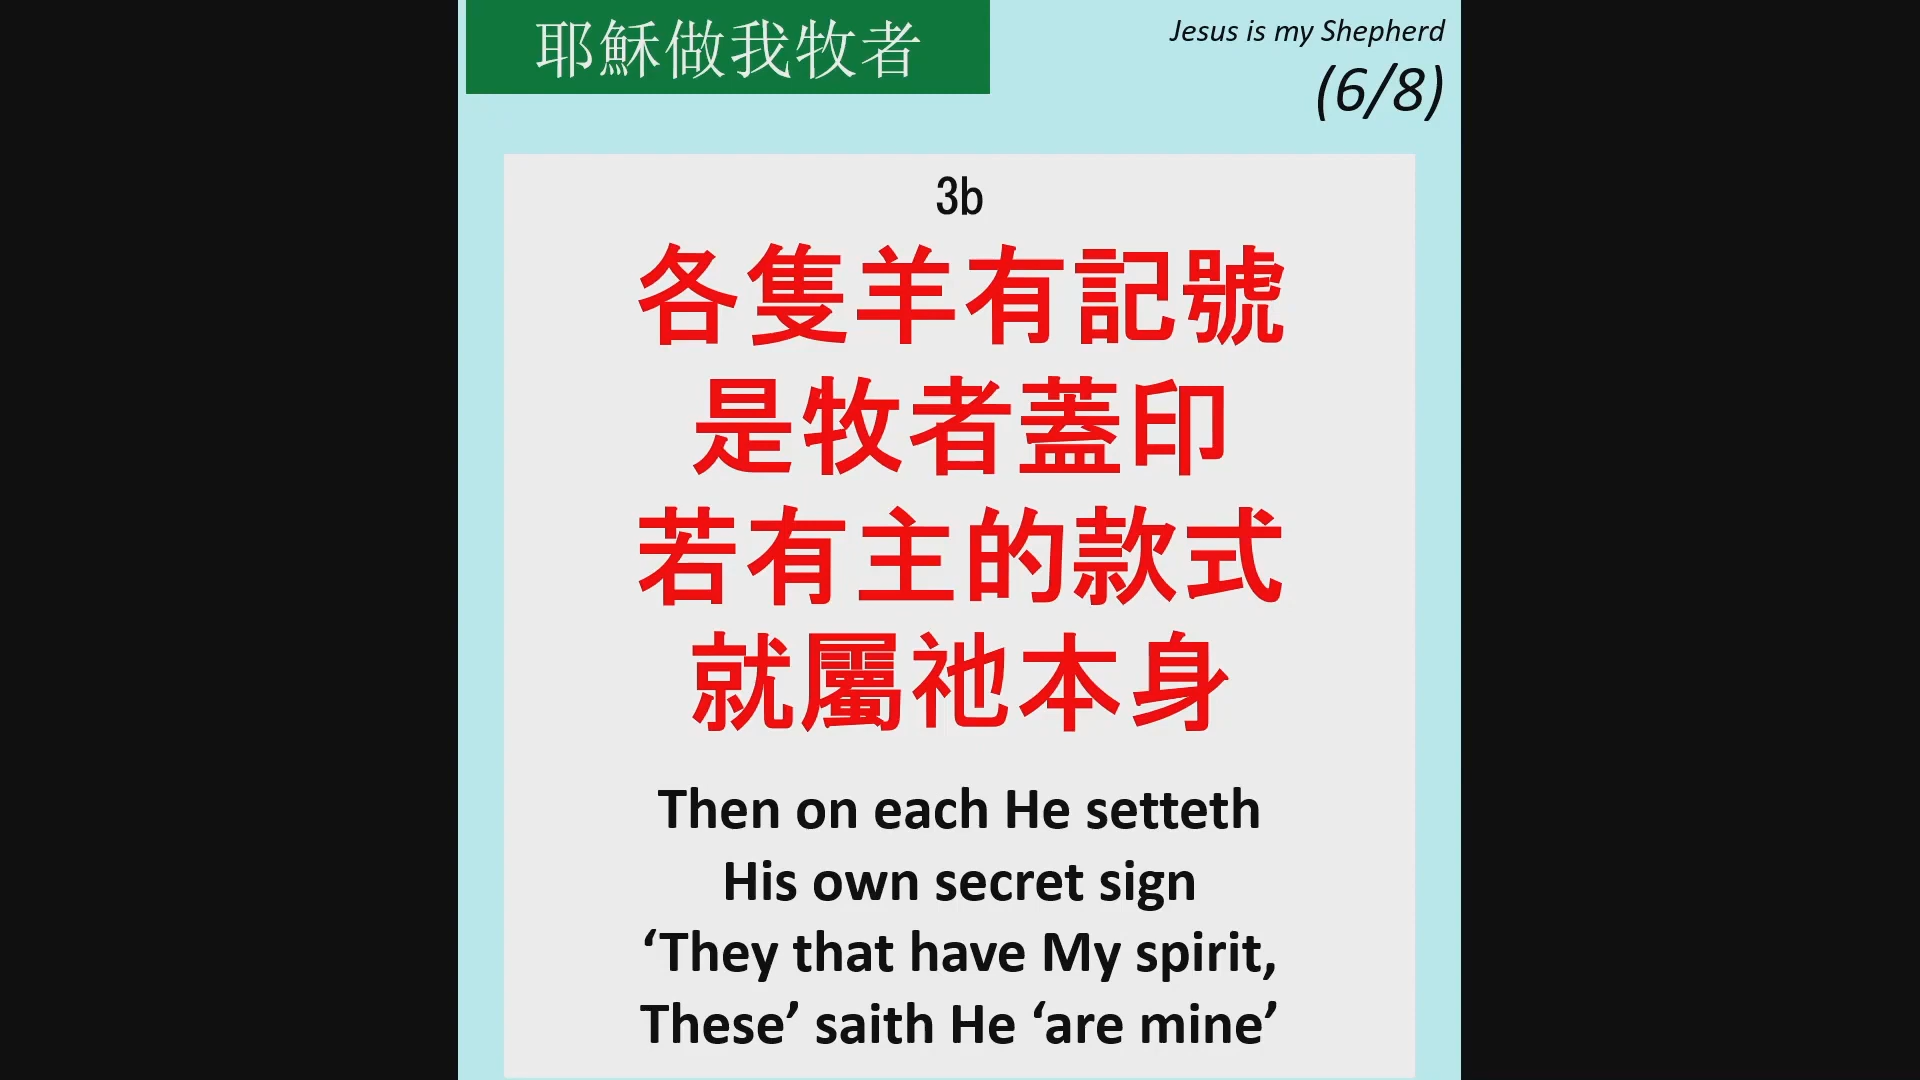 耶穌做我牧者
Jesus is my Shepherd
(6/8)
3b
各隻羊有記號
是牧者蓋印
若有主的款式
就屬祂本身
Then on each He setteth
His own secret sign
‘They that have My spirit,
These’ saith He ‘are mine’